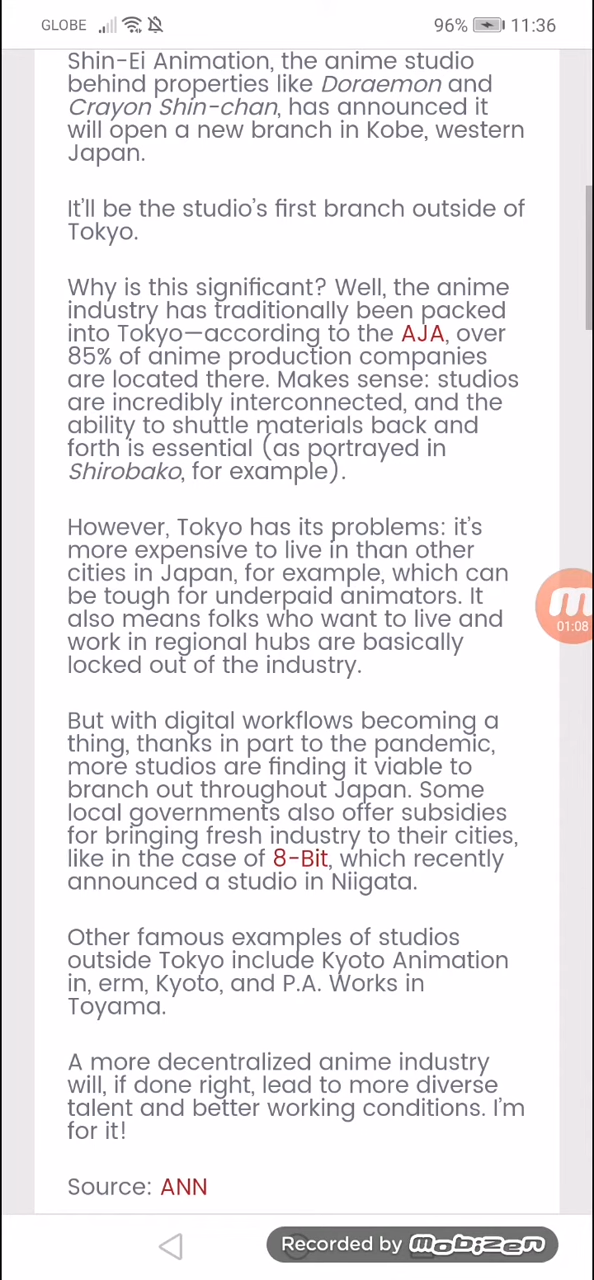 GLOBE 96% 11:36
Shin-Ei Animation, the anime studio
behind properties like Doraemon and
Crayon Shin-chan, has announced it
will open a new branch in Kobe, western
Japan.
It'll be the studio's first branch outside of
Tokyo.
Why is this significant? Well, the anime
industry has traditionally been packed
into Tokyo—according to the AJA, over
85% of anime production companies
are located there. Makes sense: studios
are incredibly interconnected, and the
ability to shuttle materials back and
forth is essential (as portrayed in
Shirobako, for example).
However, Tokyo has its problems: it's
more expensive to live in than other
cities in Japan, for example, which can
be tough for underpaid animators. It
also means folks who want to live and
work in regional hubs are basically
locked out of the industry.
01:08
But with digital workflows becoming a
thing, thanks in part to the pandemic,
more studios are finding it viable to
branch out throughout Japan. Some
local governments also offer subsidies
for bringing fresh industry to their cities,
like in the case of 8-Bit, which recently
announced a studio in Niigata.
Other famous examples of studios
outside Tokyo include Kyoto Animation
in, erm, Kyoto, and P.A. Works in
Toyama.
A more decentralized anime industry
will, if done right, lead to more diverse
talent and better working conditions. I'm
for it!
Source: ANN
Recorded by mobizen